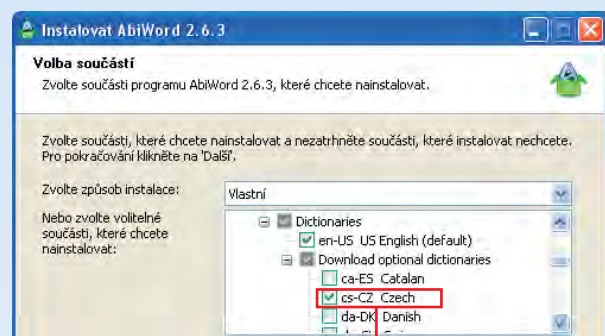 Instalovat AbiWord 2.6.3
Volba součástí
Zvolte součásti programu AbiWord 2.6.3, které chcete nainstalovat.
Zvolte součásti, které chcete nainstalovat a nezatrhněte součásti, které instalovat nechcete.
Pro pokračování klikněte na 'Další'.
Zvolte způsob instalace:
Vlastní
Nebo zvolte volitelné
součásti, které chcete
nainstalovat:
Dictionaries
en-US US English (default)
Download optional dictionaries
ca-ES Catalan
cs-CZ Czech
da-DK Danish